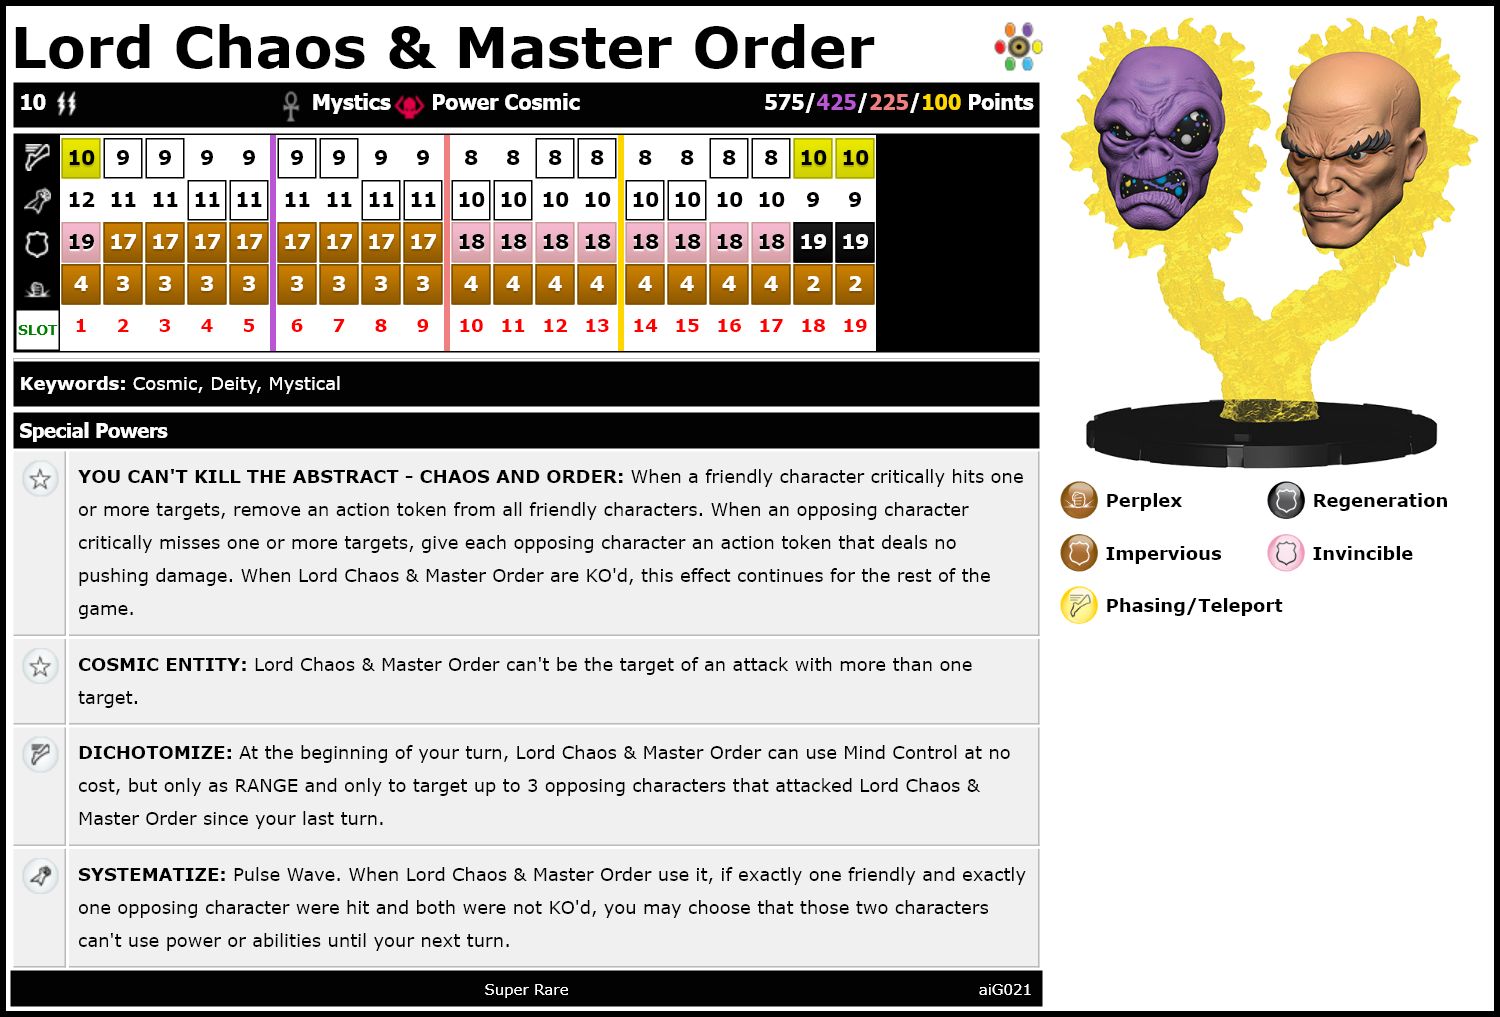 Lord Chaos & Master Order
10 Mystics Power Cosmic 575/425/225/100 Points
10 9 9 9 9 9 9 9 9 8 8 8 8 8 8 8 8 10 10
12 11 11 11 11 11 11 11 11 10 10 10 10 10 10 10 10 9 9
19 17 17 17 17 17 17 17 17 18 18 18 18 18 18 18 18 19 19
4 3 3 3 3 3 3 3 3 4 4 4 4 4 4 4 4 2 2
SLOT 1 2 3 4 5 6 7 8 9 10 11 12 13 14 15 16 17 18 19
Keywords: Cosmic, Deity, Mystical
Special Powers
YOU CAN'T KILL THE ABSTRACT - CHAOS AND ORDER: When a friendly character critically hits one
or more targets, remove an action token from all friendly characters. When an opposing character
critically misses one or more targets, give each opposing character an action token that deals no
pushing damage. When Lord Chaos & Master Order are KO'd, this effect continues for the rest of the
game.
COSMIC ENTITY: Lord Chaos & Master Order can't be the target of an attack with more than one
target.
DICHOTOMIZE: At the beginning of your turn, Lord Chaos & Master Order can use Mind Control at no
cost, but only as RANGE and only to target up to 3 opposing characters that attacked Lord Chaos &
Master Order since your last turn.
SYSTEMATIZE: Pulse Wave. When Lord Chaos & Master Order use it, if exactly one friendly and exactly
one opposing character were hit and both were not KO'd, you may choose that those two characters
can't use power or abilities until your next turn.
Super Rare aiG021
Perplex Regeneration
Impervious Invincible
Phasing/Teleport